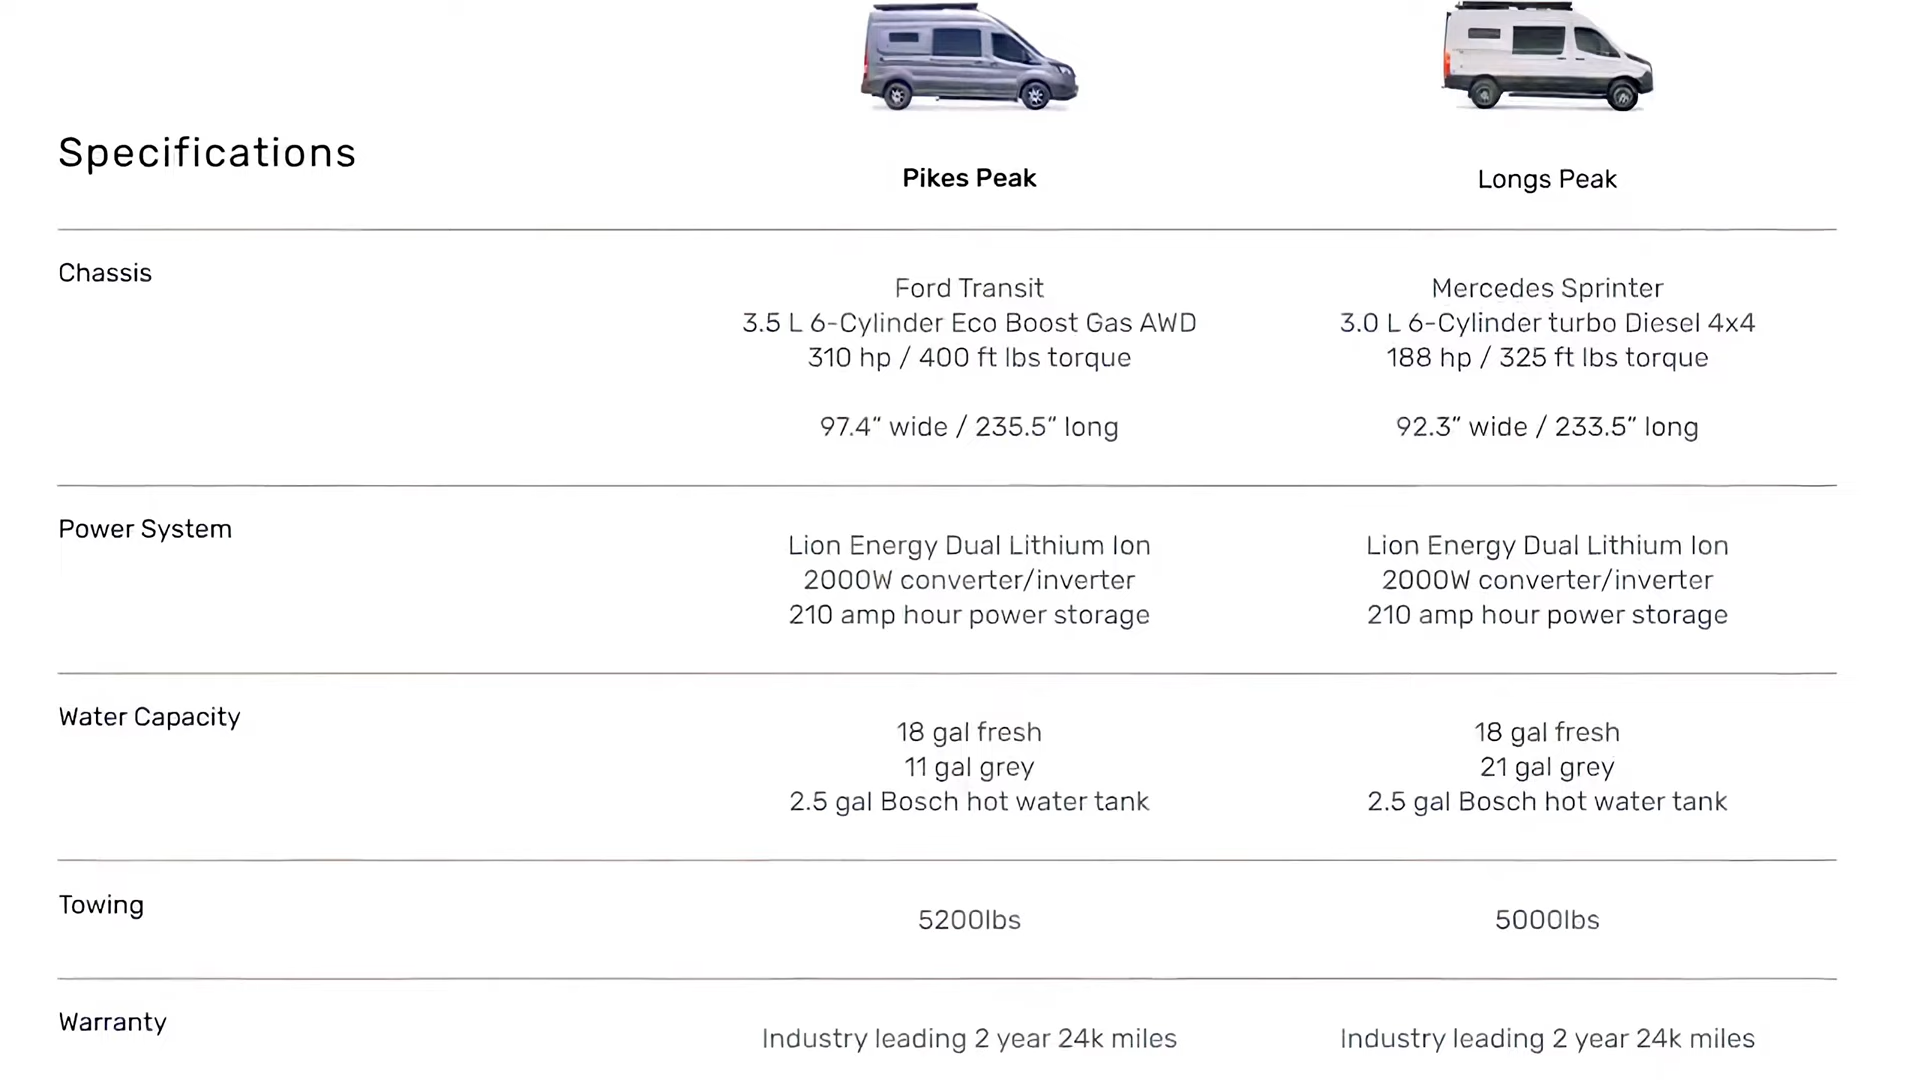 Specifications
Pikes Peak
Longs Peak
Chassis
Ford Transit
3.5 L 6-Cylinder Eco Boost Gas AWD
310 hp / 400 ft lbs torque
97.4” wide / 235.5” long
Mercedes Sprinter
3.0 L 6-Cylinder turbo Diesel 4x4
188 hp / 325 ft lbs torque
92.3” wide / 233.5” long
Power System
Lion Energy Dual Lithium Ion
2000W converter/inverter
210 amp hour power storage
Lion Energy Dual Lithium Ion
2000W converter/inverter
210 amp hour power storage
Water Capacity
18 gal fresh
11 gal grey
2.5 gal Bosch hot water tank
18 gal fresh
21 gal grey
2.5 gal Bosch hot water tank
Towing
5200lbs
5000lbs
Warranty
Industry leading 2 year 24k miles
Industry leading 2 year 24k miles